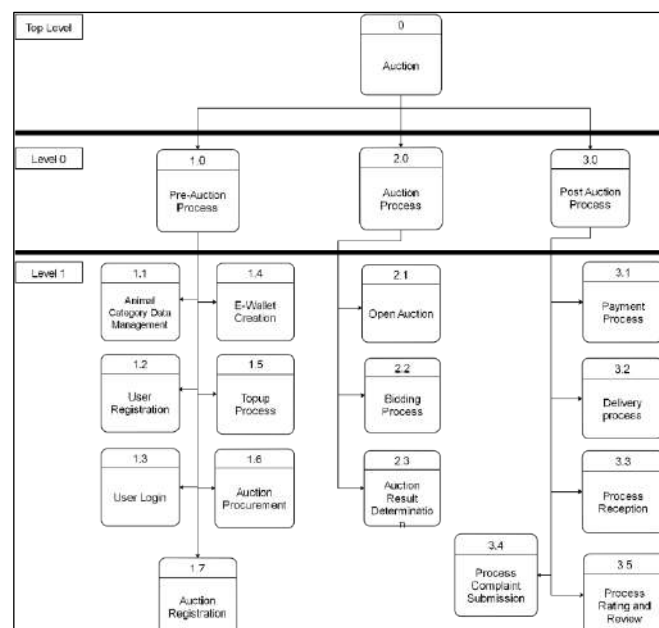 Top Level
0
Auction
Level 0
1.0
Pre-Auction
Process
2.0
Auction
Process
3.0
Post Auction
Process
Level 1
1.1
Animal
Category Data
Management
1.4
E-Wallet
Creation
2.1
Open Auction
3.1
Payment
Process
1.2
User
Registration
1.5
Topup
Process
2.2
Bidding
Process
3.2
Delivery
process
1.3
User Login
1.6
Auction
Procurement
2.3
Auction
Result
Determinatio
n
3.3
Process
Reception
3.4
Process
Complaint
Submission
1.7
Auction
Registration
3.5
Process
Rating and
Review